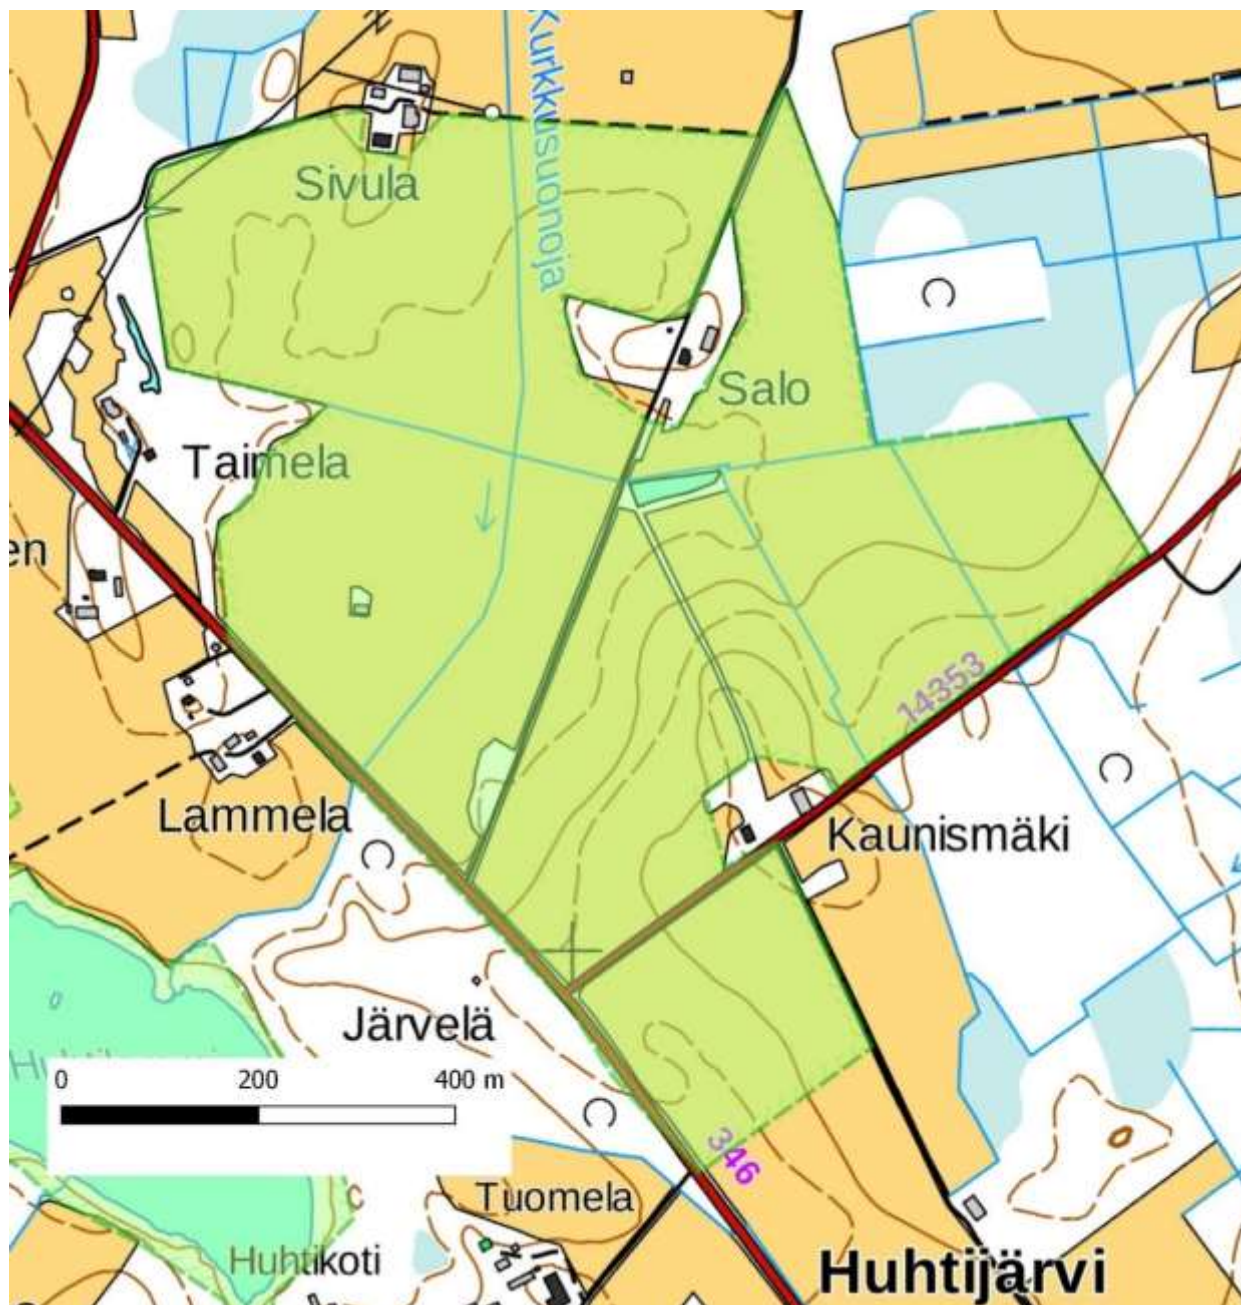 Kurkkusuonoja
Sivula
Salo
Taimela
en
14353
Lammela
Kaunismäki
Järvelä
0 200 400 m
346
Tuomela
Huhtikoti
Huhtijärvi